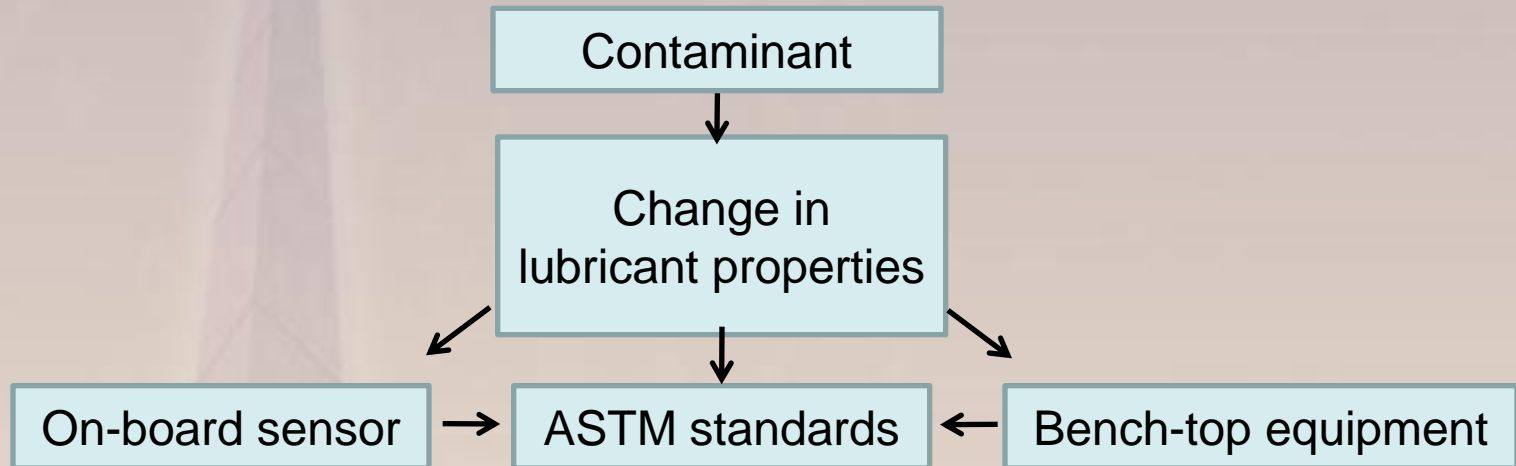 Contaminant
Change in
lubricant properties
On-board sensor
ASTM standards
Bench-top equipment